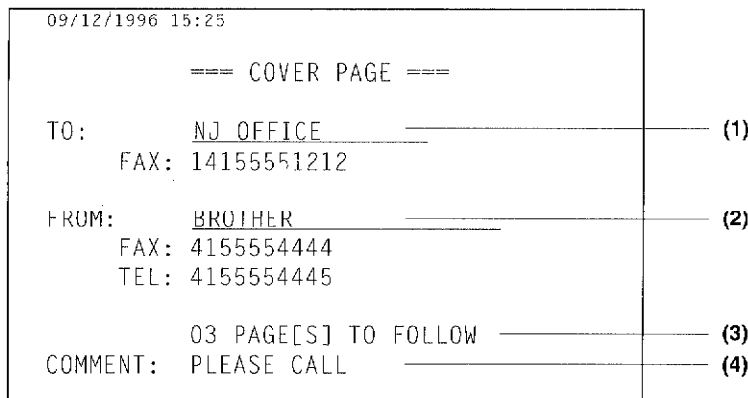 09/12/1996 15:25
=== COVER PAGE ===
TO: NJ OFFICE (1)
FAX: 14155551212
FROM: BROTHER (2)
FAX: 4155554444
TEL: 4155554445
03 PAGE[S] TO FOLLOW (3)
COMMENT: PLEASE CALL (4)